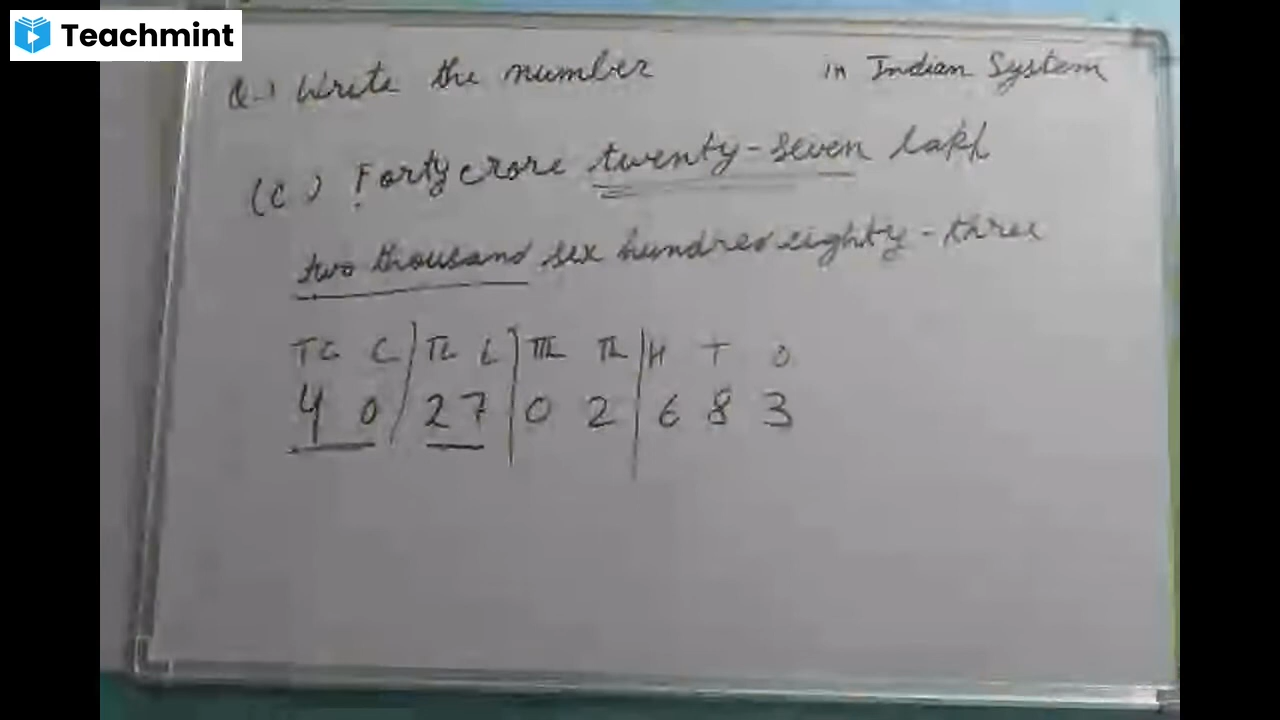 Teachmint
Q-1 Write the number in Indian System
(c) Forty crore twenty-seven lakh
two thousand six hundred eighty-three
TC C TL L TTh Th H T O
4 0 2 7 0 2 6 8 3